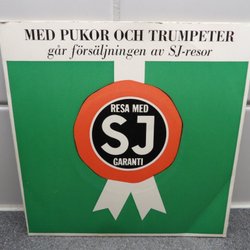 MED PUKOR OCH TRUMPETER
går försäljningen av SJ-resor
RESA MED
SJ
GARANTI